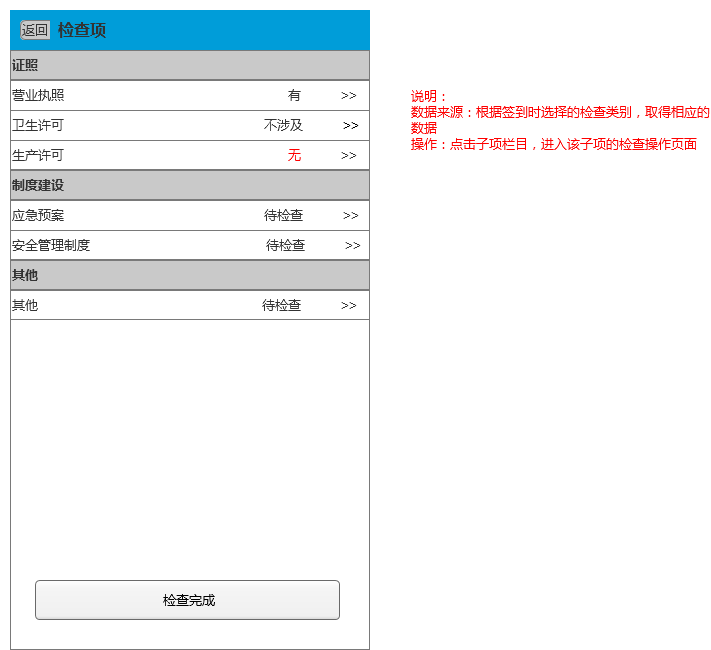 返回 检查项
证照
营业执照 有 >>
卫生许可 不涉及 >>
生产许可 无 >>
制度建设
应急预案 待检查 >>
安全管理制度 待检查 >>
其他
其他 待检查 >>
检查完成
说明：
数据来源：根据签到时选择的检查类别，取得相应的
数据
操作：点击子项栏目，进入该子项的检查操作页面